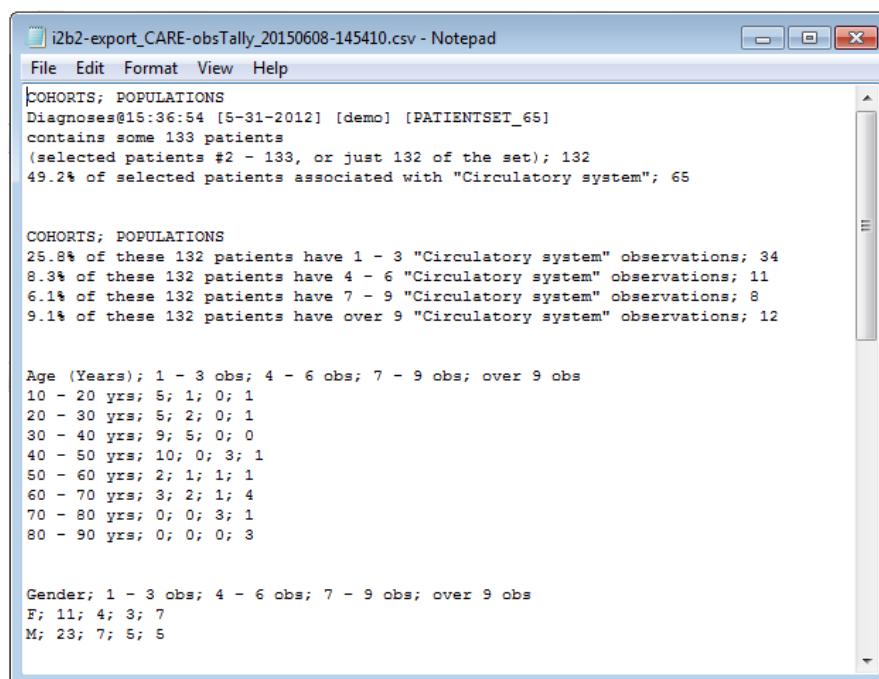 i2b2-export_CARE-obsTally_20150608-145410.csv - Notepad
File Edit Format View Help
COHORTS; POPULATIONS
Diagnoses@15:36:54 [5-31-2012] [demo] [PATIENTSET_65]
contains some 133 patients
(selected patients #2 - 133, or just 132 of the set); 132
49.2% of selected patients associated with "Circulatory system"; 65
COHORTS; POPULATIONS
25.8% of these 132 patients have 1 - 3 "Circulatory system" observations; 34
8.3% of these 132 patients have 4 - 6 "Circulatory system" observations; 11
6.1% of these 132 patients have 7 - 9 "Circulatory system" observations; 8
9.1% of these 132 patients have over 9 "Circulatory system" observations; 12
Age (Years); 1 - 3 obs; 4 - 6 obs; 7 - 9 obs; over 9 obs
10 - 20 yrs; 5; 1; 0; 1
20 - 30 yrs; 5; 2; 0; 1
30 - 40 yrs; 9; 5; 0; 0
40 - 50 yrs; 10; 0; 3; 1
50 - 60 yrs; 2; 1; 1; 1
60 - 70 yrs; 3; 2; 1; 4
70 - 80 yrs; 0; 0; 3; 1
80 - 90 yrs; 0; 0; 0; 3
Gender; 1 - 3 obs; 4 - 6 obs; 7 - 9 obs; over 9 obs
F; 11; 4; 3; 7
M; 23; 7; 5; 5